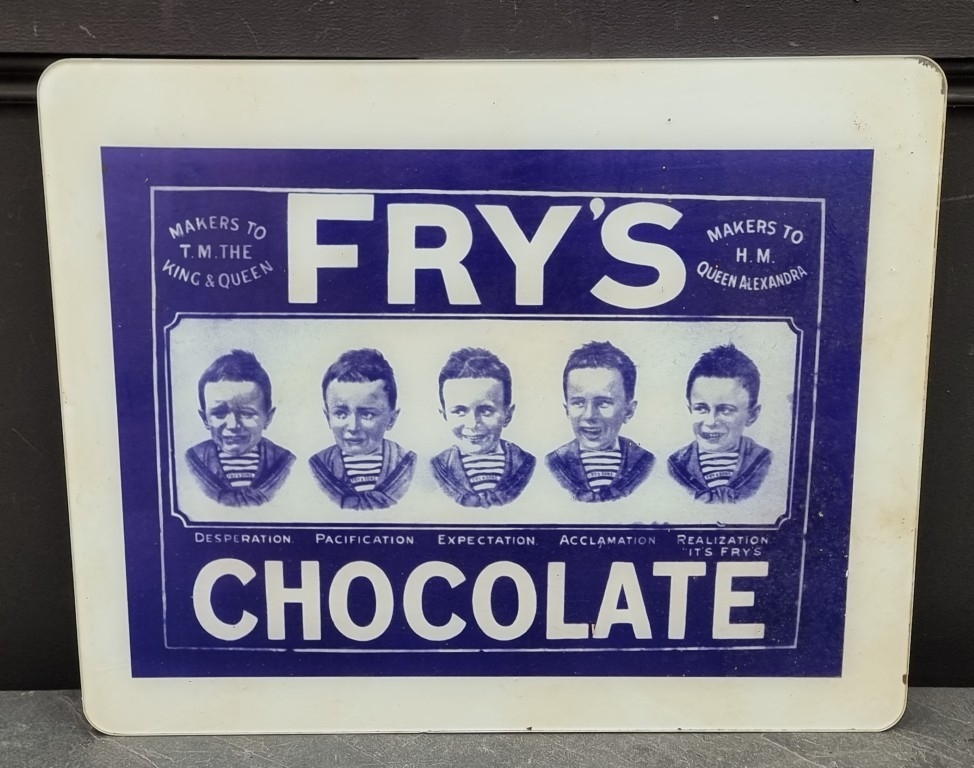 MAKERS TO
T.M. THE
KING & QUEEN
FRY'S
MAKERS TO
H.M.
QUEEN ALEXANDRA
DESPERATION. PACIFICATION. EXPECTATION. ACCLAMATION. REALIZATION.
"IT'S FRY'S
CHOCOLATE